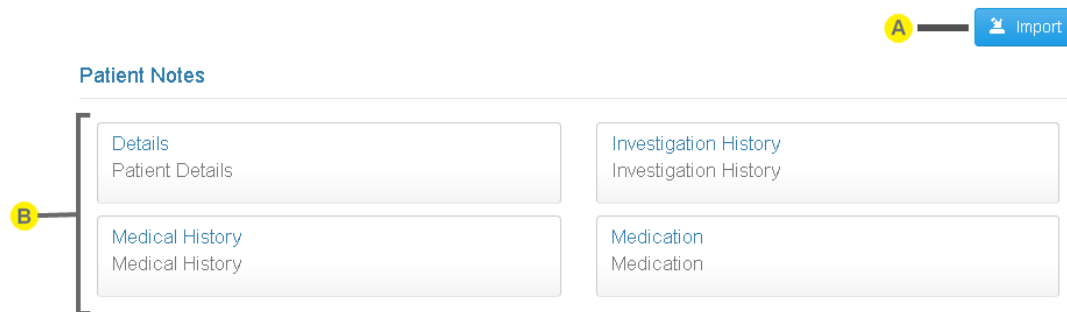 A Import
Patient Notes
Details
Patient Details
Investigation History
Investigation History
B
Medical History
Medical History
Medication
Medication